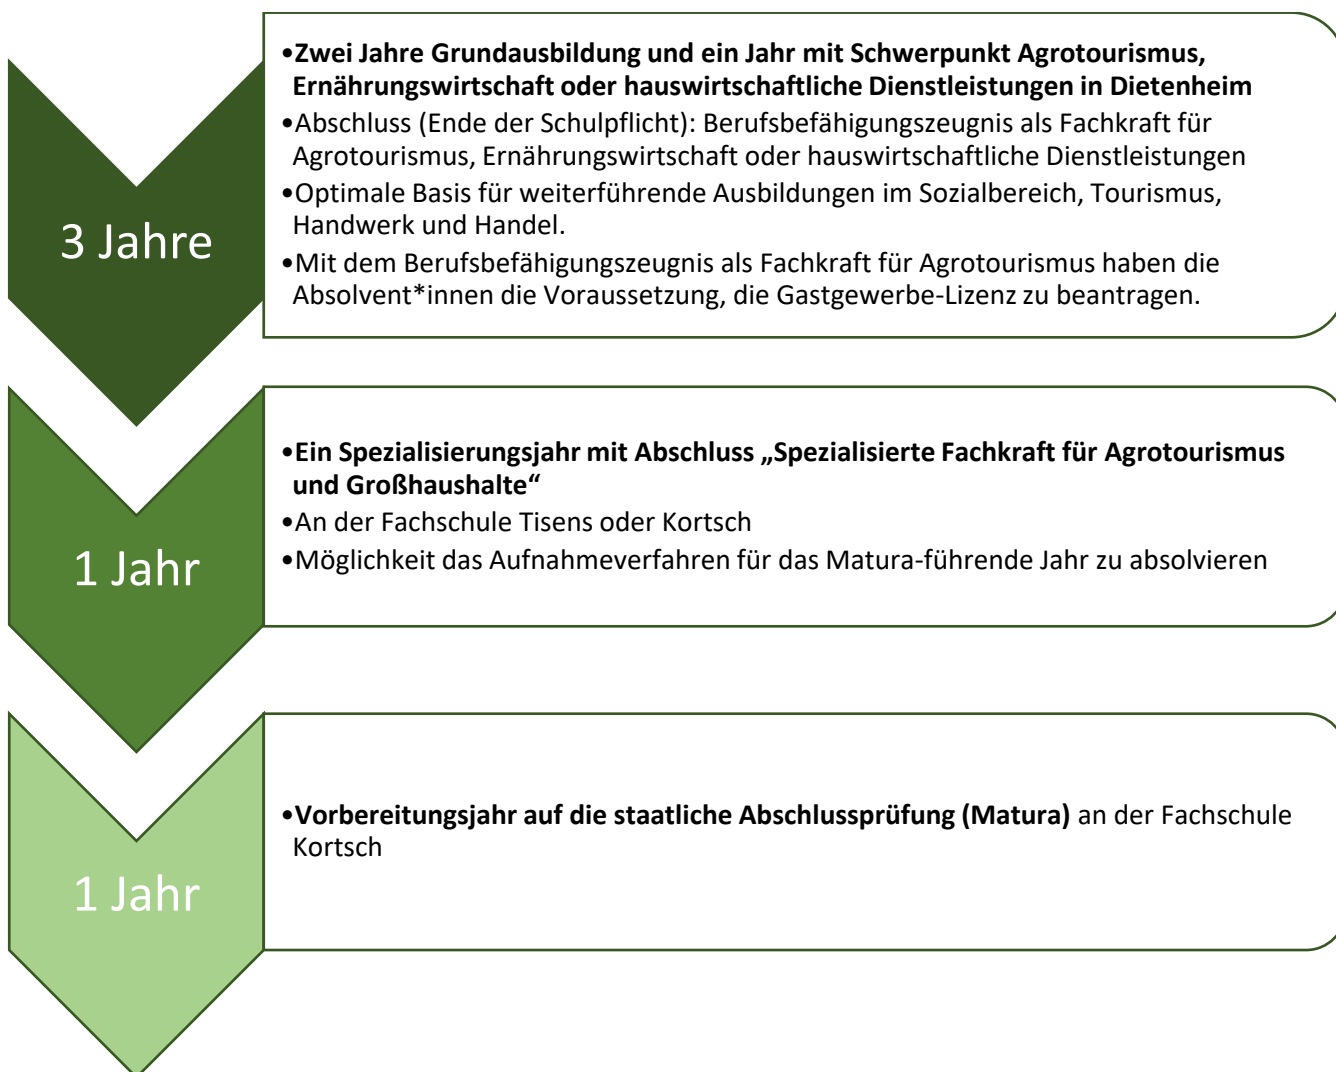 3 Jahre
•Zwei Jahre Grundausbildung und ein Jahr mit Schwerpunkt Agrotourismus,
Ernährungswirtschaft oder hauswirtschaftliche Dienstleistungen in Dietenheim
•Abschluss (Ende der Schulpflicht): Berufsbefähigungszeugnis als Fachkraft für
Agrotourismus, Ernährungswirtschaft oder hauswirtschaftliche Dienstleistungen
•Optimale Basis für weiterführende Ausbildungen im Sozialbereich, Tourismus,
Handwerk und Handel.
•Mit dem Berufsbefähigungszeugnis als Fachkraft für Agrotourismus haben die
Absolvent*innen die Voraussetzung, die Gastgewerbe-Lizenz zu beantragen.
1 Jahr
•Ein Spezialisierungsjahr mit Abschluss „Spezialisierte Fachkraft für Agrotourismus
und Großhaushalte“
•An der Fachschule Tisens oder Kortsch
•Möglichkeit das Aufnahmeverfahren für das Matura-führende Jahr zu absolvieren
1 Jahr
•Vorbereitungsjahr auf die staatliche Abschlussprüfung (Matura) an der Fachschule
Kortsch